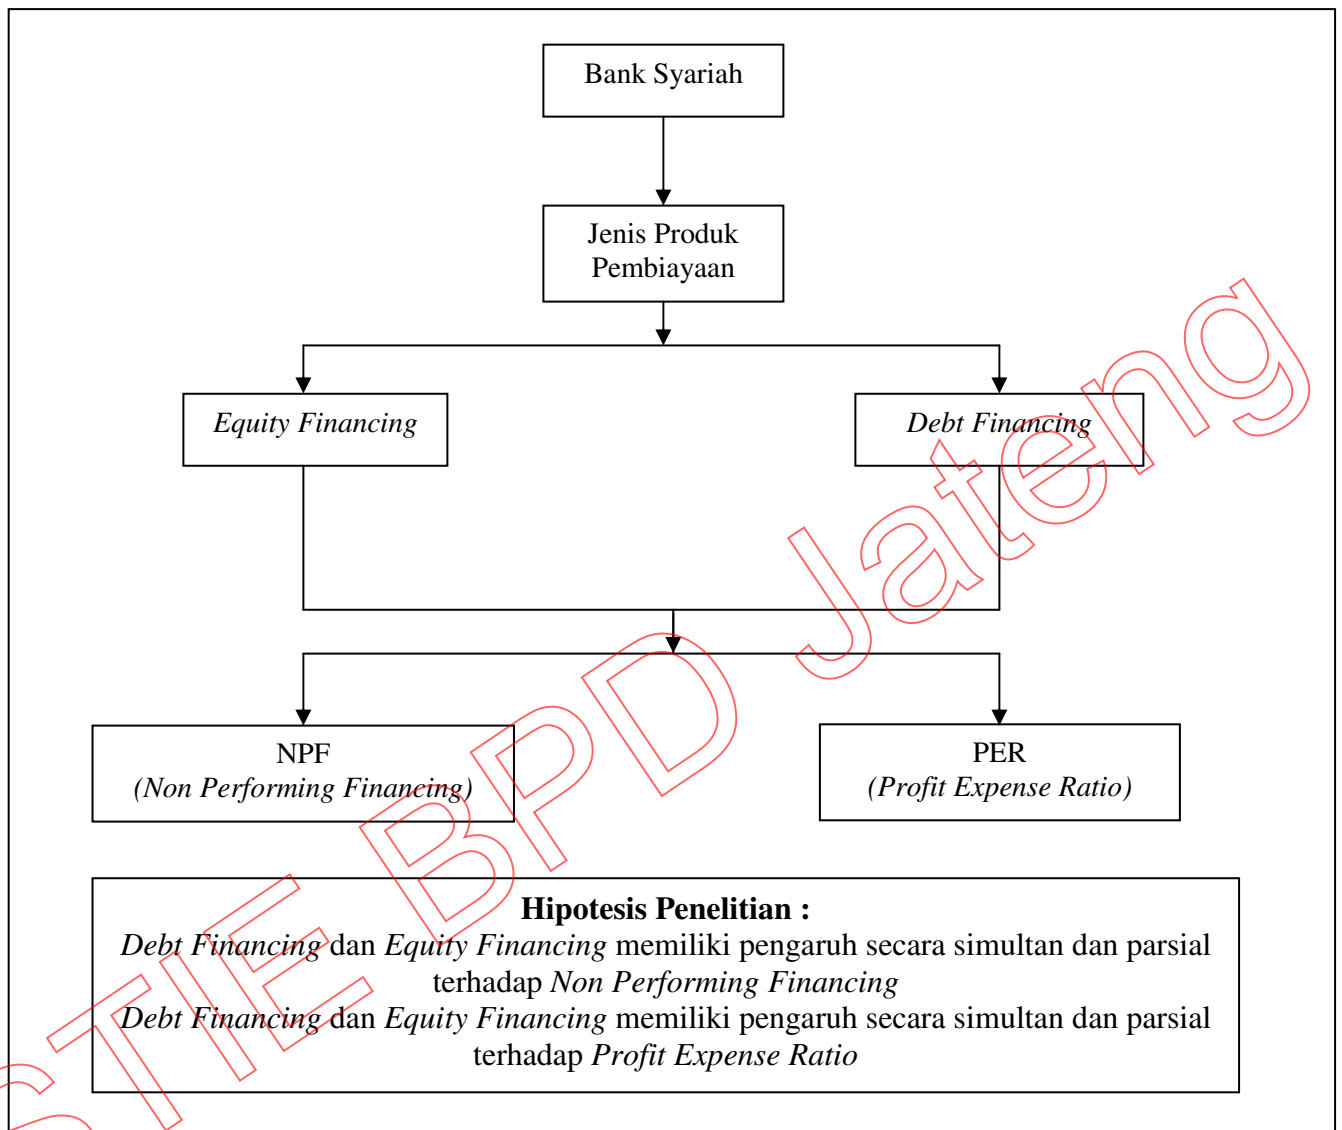 Bank Syariah
Jenis Produk
Pembiayaan
Equity Financing
Debt Financing
NPF
(Non Performing Financing)
PER
(Profit Expense Ratio)
Hipotesis Penelitian :
Debt Financing dan Equity Financing memiliki pengaruh secara simultan dan parsial
terhadap Non Performing Financing
Debt Financing dan Equity Financing memiliki pengaruh secara simultan dan parsial
terhadap Profit Expense Ratio
STIE BPD Jateng